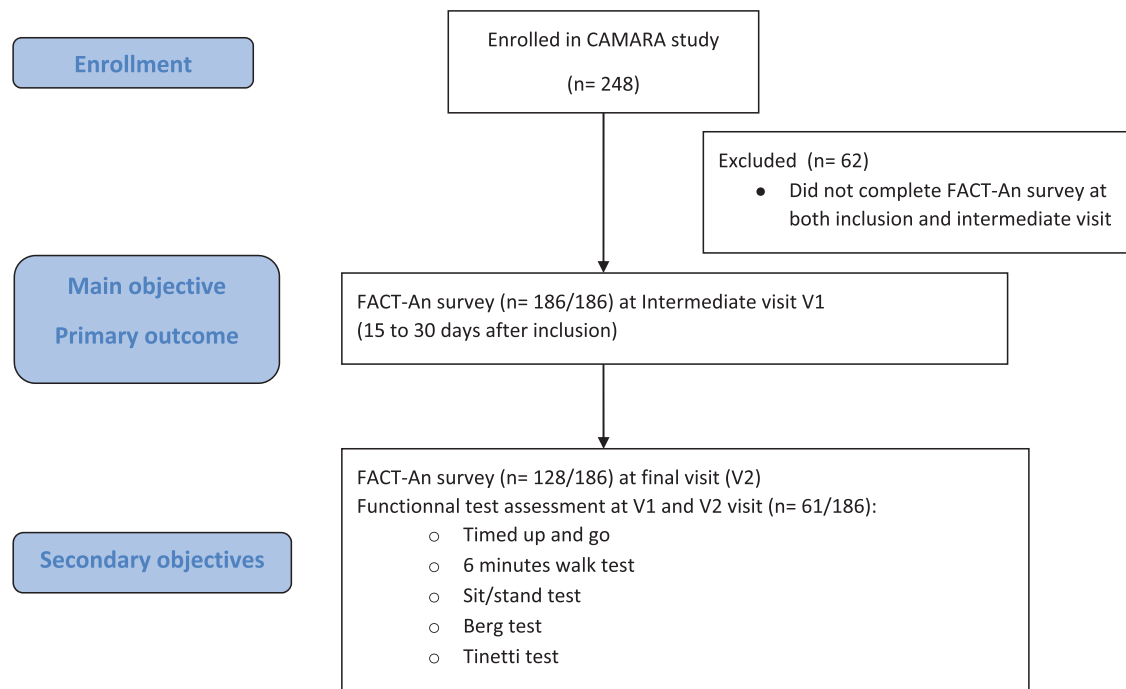 Enrollment
Enrolled in CAMARA study
(n= 248)
Excluded (n= 62)
● Did not complete FACT-An survey at
both inclusion and intermediate visit
Main objective
Primary outcome
FACT-An survey (n= 186/186) at Intermediate visit V1
(15 to 30 days after inclusion)
Secondary objectives
FACT-An survey (n= 128/186) at final visit (V2)
Functionnal test assessment at V1 and V2 visit (n= 61/186):
○ Timed up and go
○ 6 minutes walk test
○ Sit/stand test
○ Berg test
○ Tinetti test